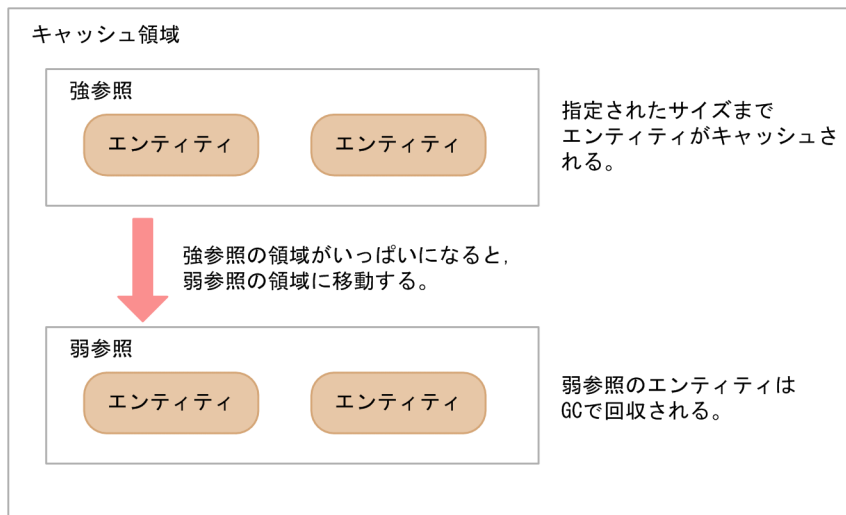 キャッシュ領域
強参照
エンティティ
エンティティ
指定されたサイズまで
エンティティがキャッシュさ
れる。
強参照の領域がいっぱいになると,
弱参照の領域に移動する。
弱参照
エンティティ
エンティティ
弱参照のエンティティは
GCで回収される。